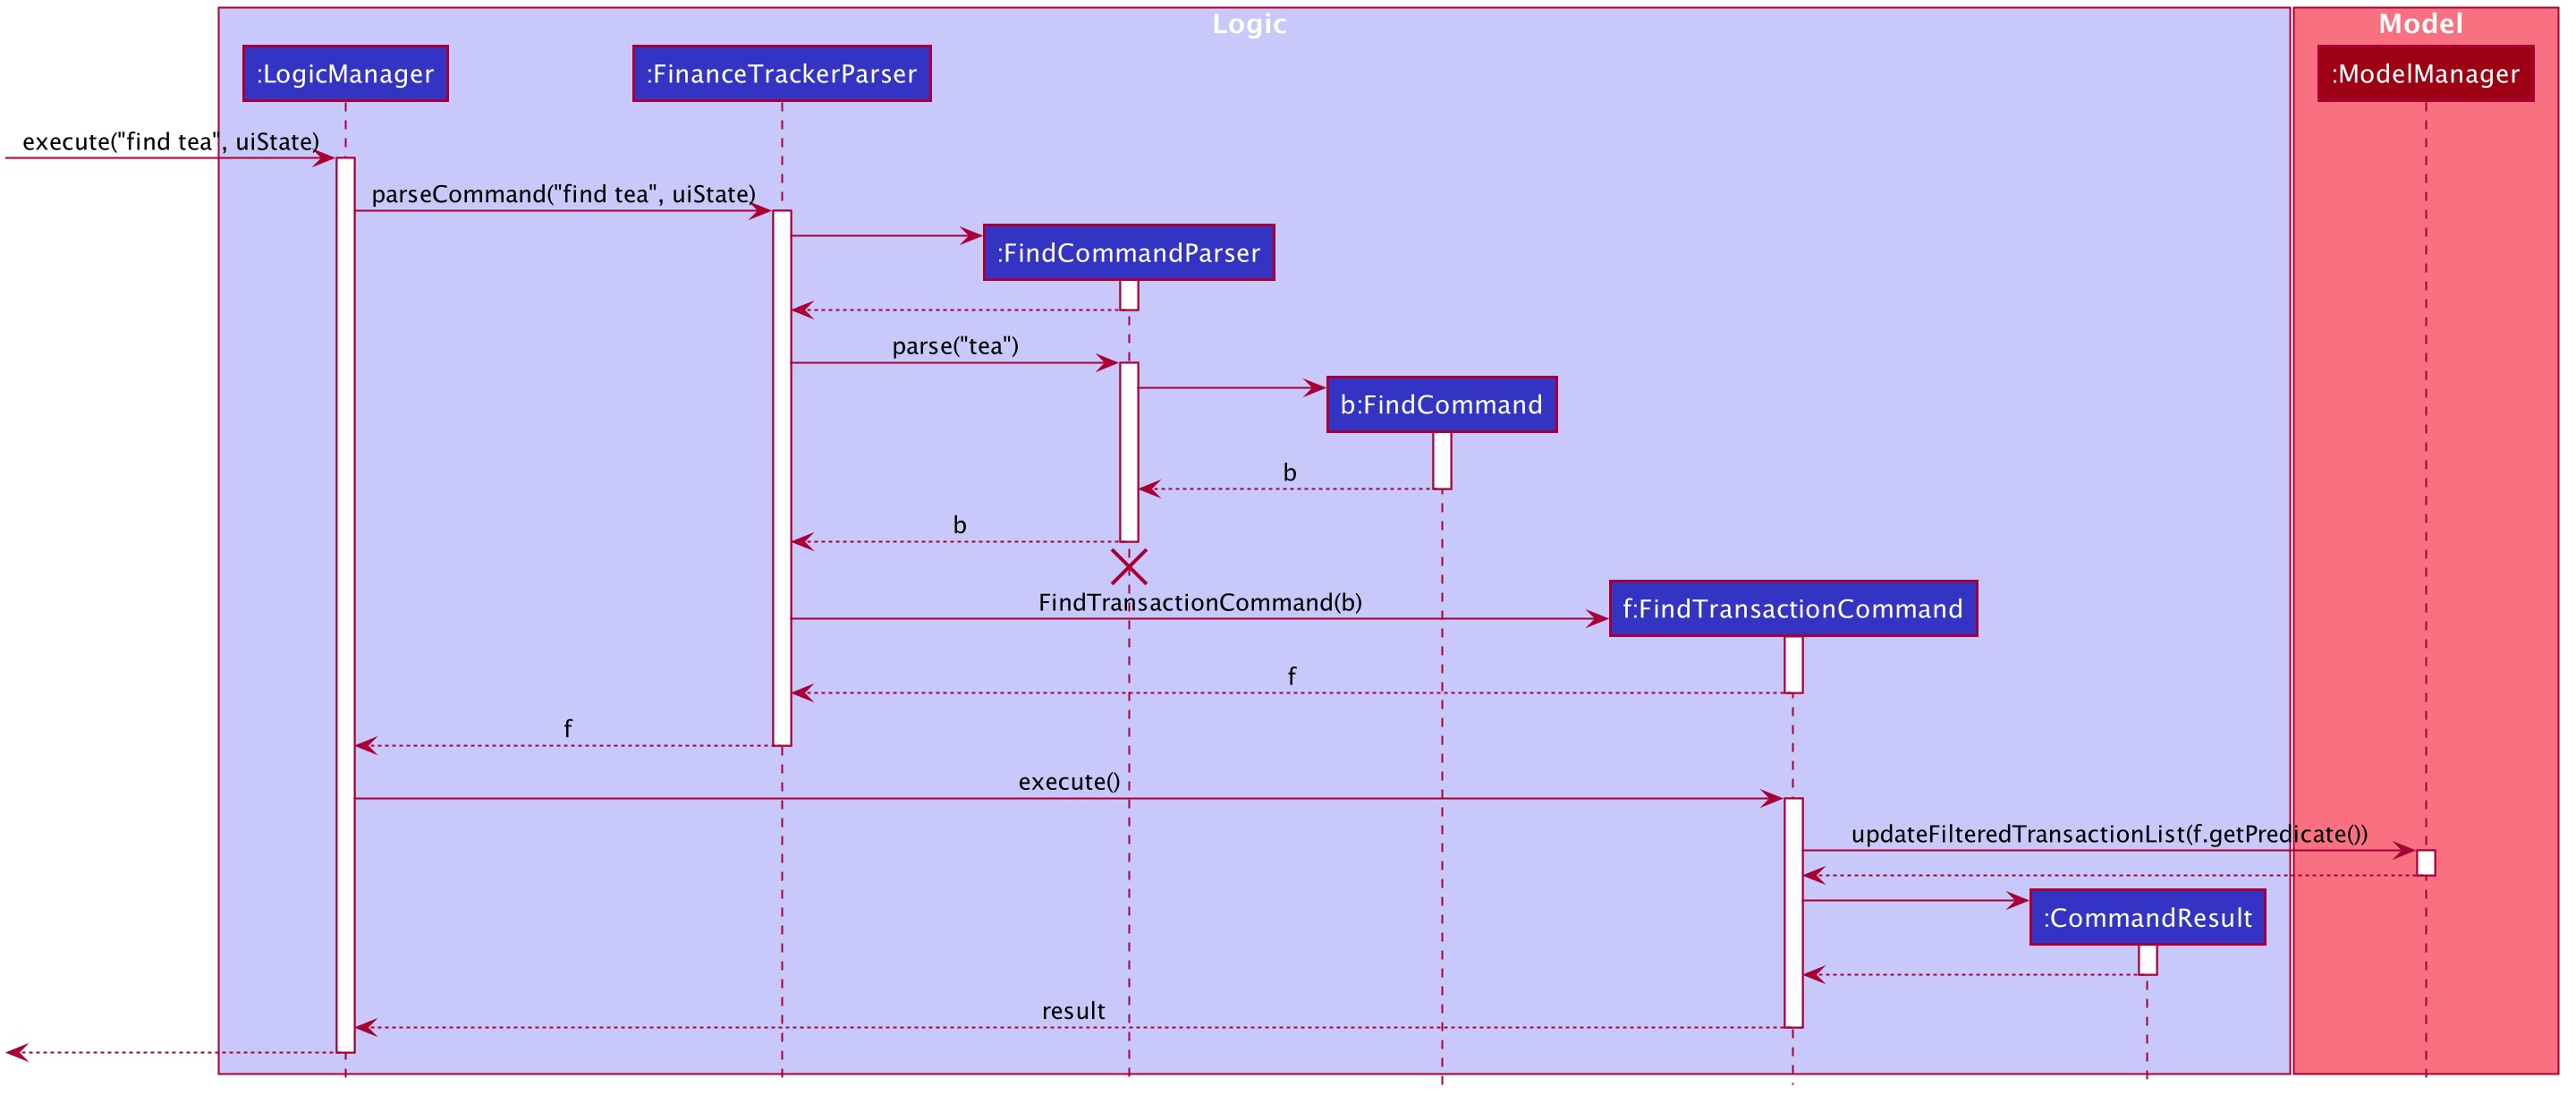 Logic
Model
:LogicManager
:FinanceTrackerParser
:ModelManager
execute("find tea", uiState)
parseCommand("find tea", uiState)
:FindCommandParser
parse("tea")
b:FindCommand
b
b
FindTransactionCommand(b)
f:FindTransactionCommand
f
f
execute()
updateFilteredTransactionList(f.getPredicate())
:CommandResult
result